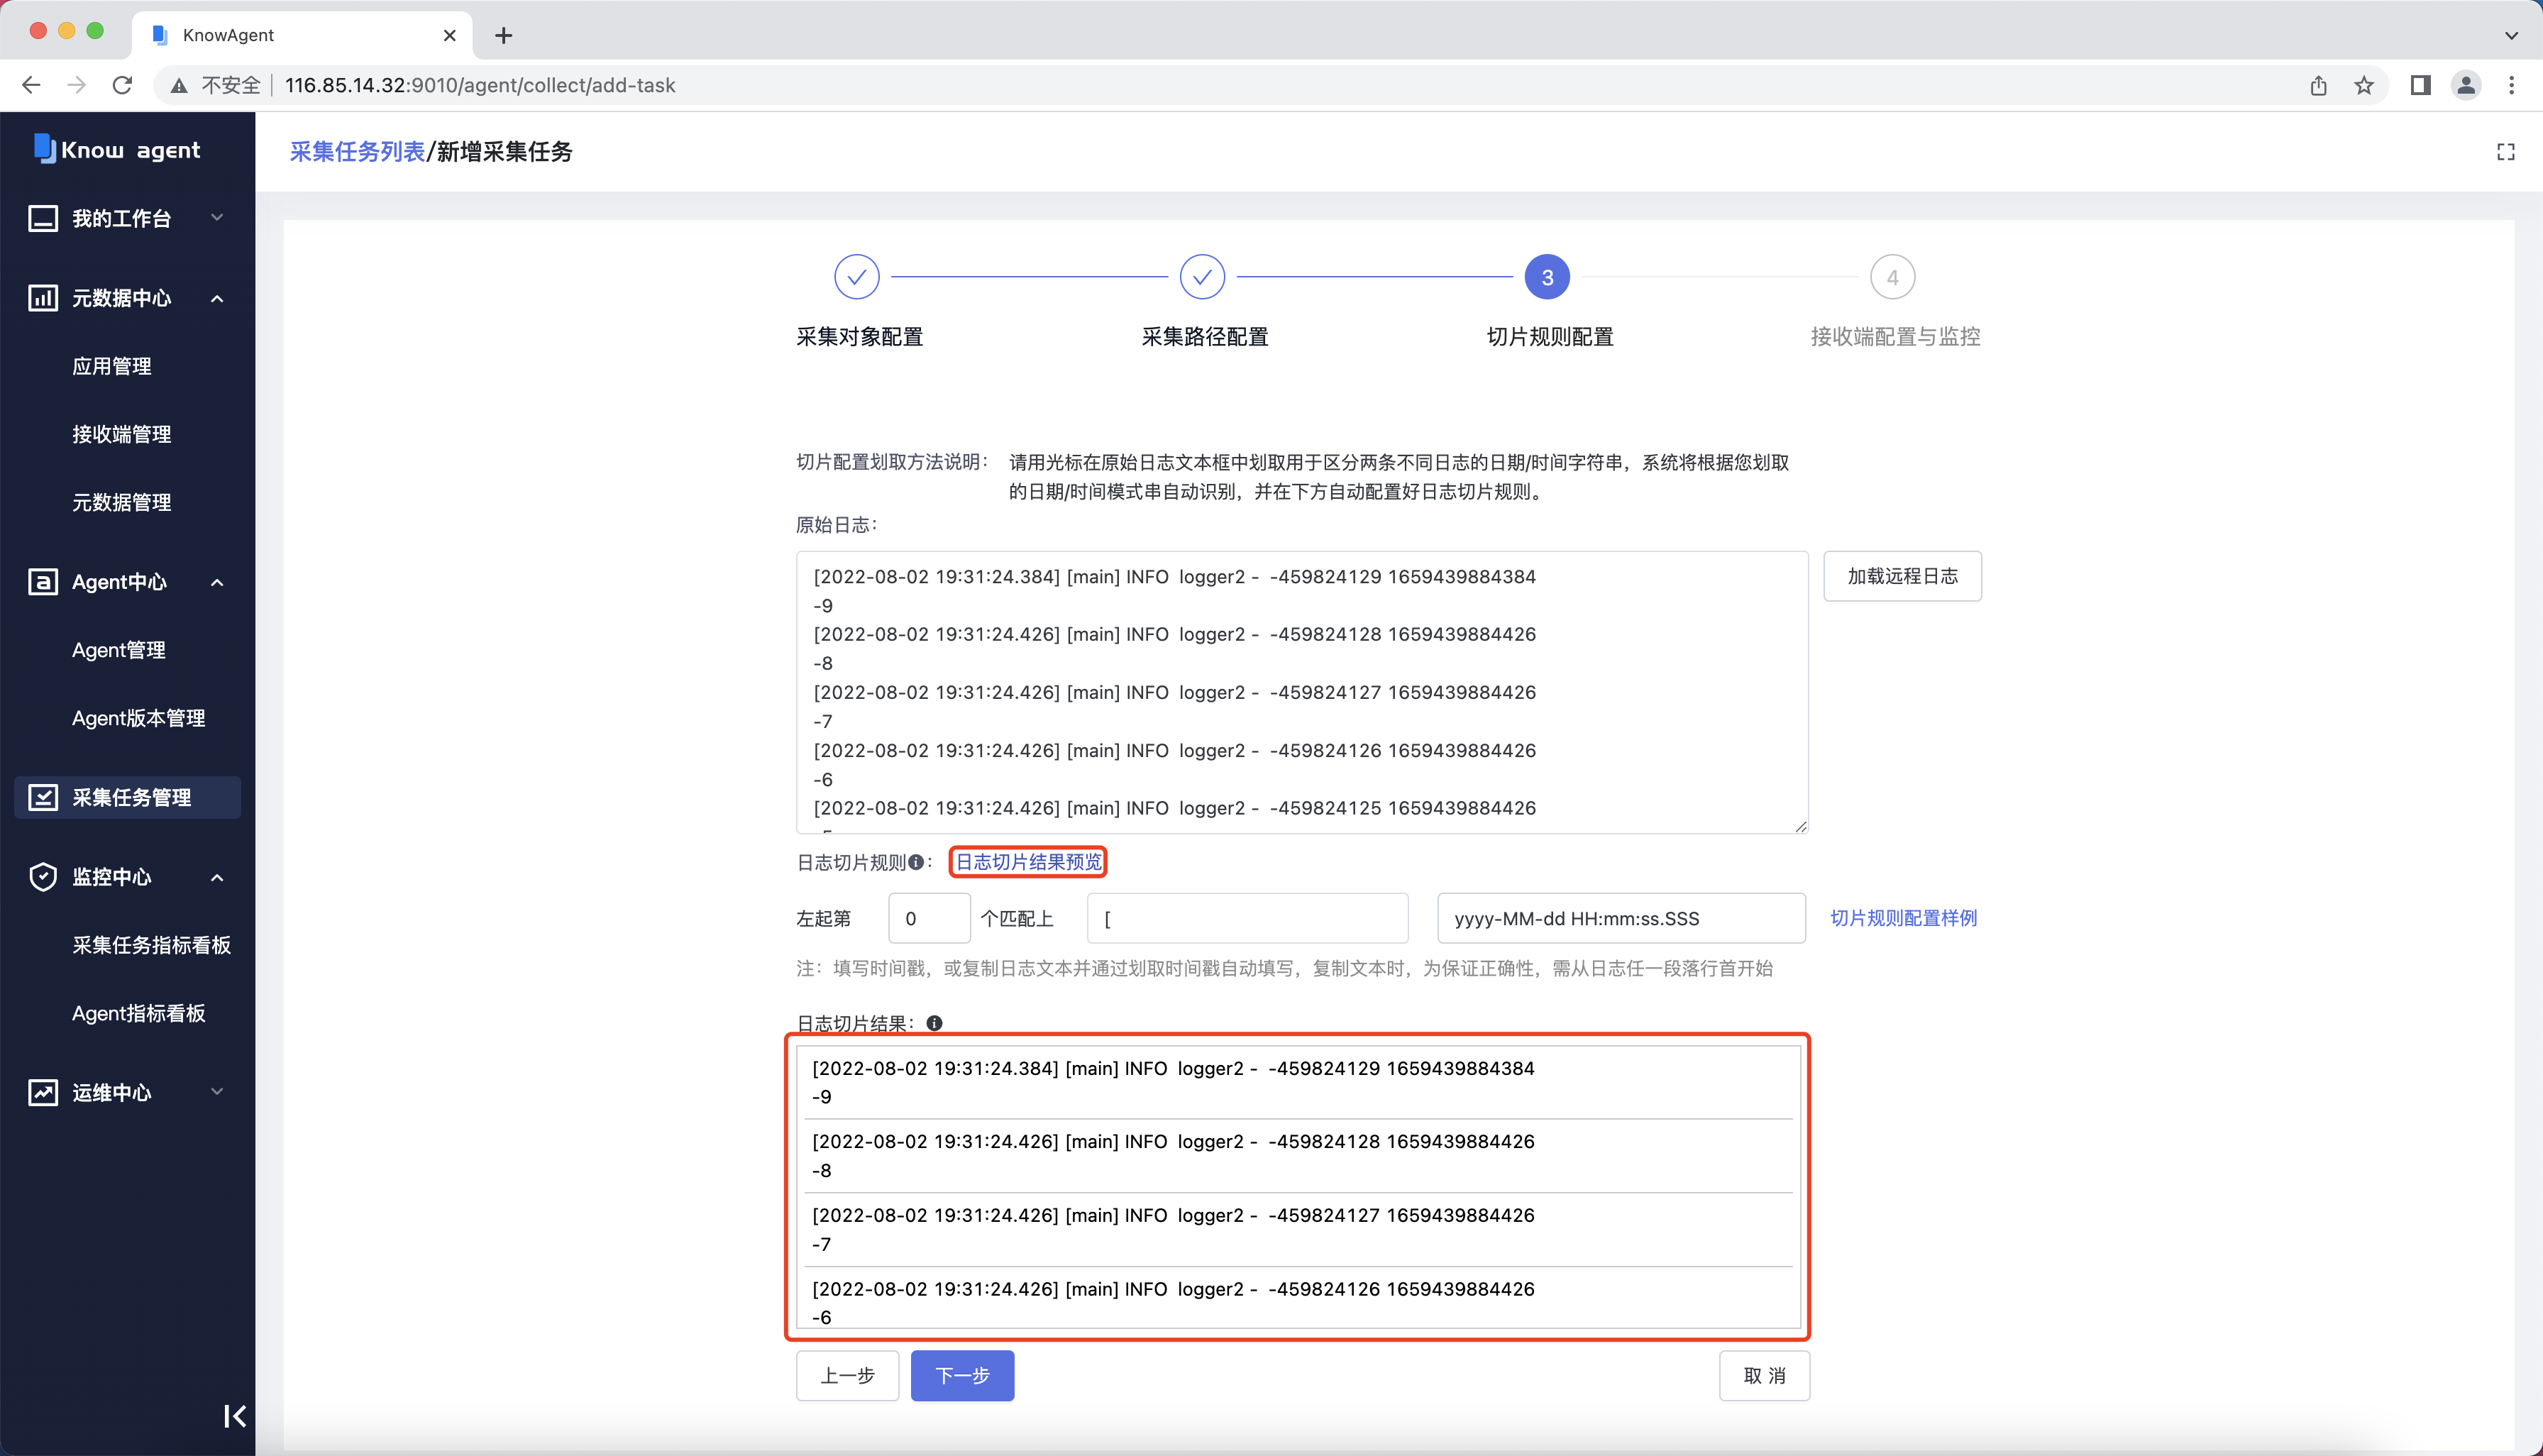 KnowAgent
不安全
116.85.14.32:9010/agent/collect/add-task
Know agent
采集任务列表/新增采集任务
我的工作台
元数据中心
应用管理
接收端管理
元数据管理
Agent中心
Agent管理
Agent版本管理
采集任务管理
监控中心
采集任务指标看板
Agent指标看板
运维中心
3
4
采集对象配置
采集路径配置
切片规则配置
接收端配置与监控
切片配置划取方法说明： 请用光标在原始日志文本框中划取用于区分两条不同日志的日期/时间字符串，系统将根据您划取
的日期/时间模式串自动识别，并在下方自动配置好日志切片规则。
原始日志：
[2022-08-02 19:31:24.384] [main] INFO  logger2 -  -459824129 1659439884384
-9
[2022-08-02 19:31:24.426] [main] INFO  logger2 -  -459824128 1659439884426
-8
[2022-08-02 19:31:24.426] [main] INFO  logger2 -  -459824127 1659439884426
-7
[2022-08-02 19:31:24.426] [main] INFO  logger2 -  -459824126 1659439884426
-6
[2022-08-02 19:31:24.426] [main] INFO  logger2 -  -459824125 1659439884426
加载远程日志
日志切片规则： 日志切片结果预览
左起第 0 个匹配上 [ yyyy-MM-dd HH:mm:ss.SSS 切片规则配置样例
注：填写时间戳，或复制日志文本并通过划取时间戳自动填写，复制文本时，为保证正确性，需从日志任一段落行首开始
日志切片结果：
[2022-08-02 19:31:24.384] [main] INFO  logger2 -  -459824129 1659439884384
-9
[2022-08-02 19:31:24.426] [main] INFO  logger2 -  -459824128 1659439884426
-8
[2022-08-02 19:31:24.426] [main] INFO  logger2 -  -459824127 1659439884426
-7
[2022-08-02 19:31:24.426] [main] INFO  logger2 -  -459824126 1659439884426
-6
上一步 下一步 取 消